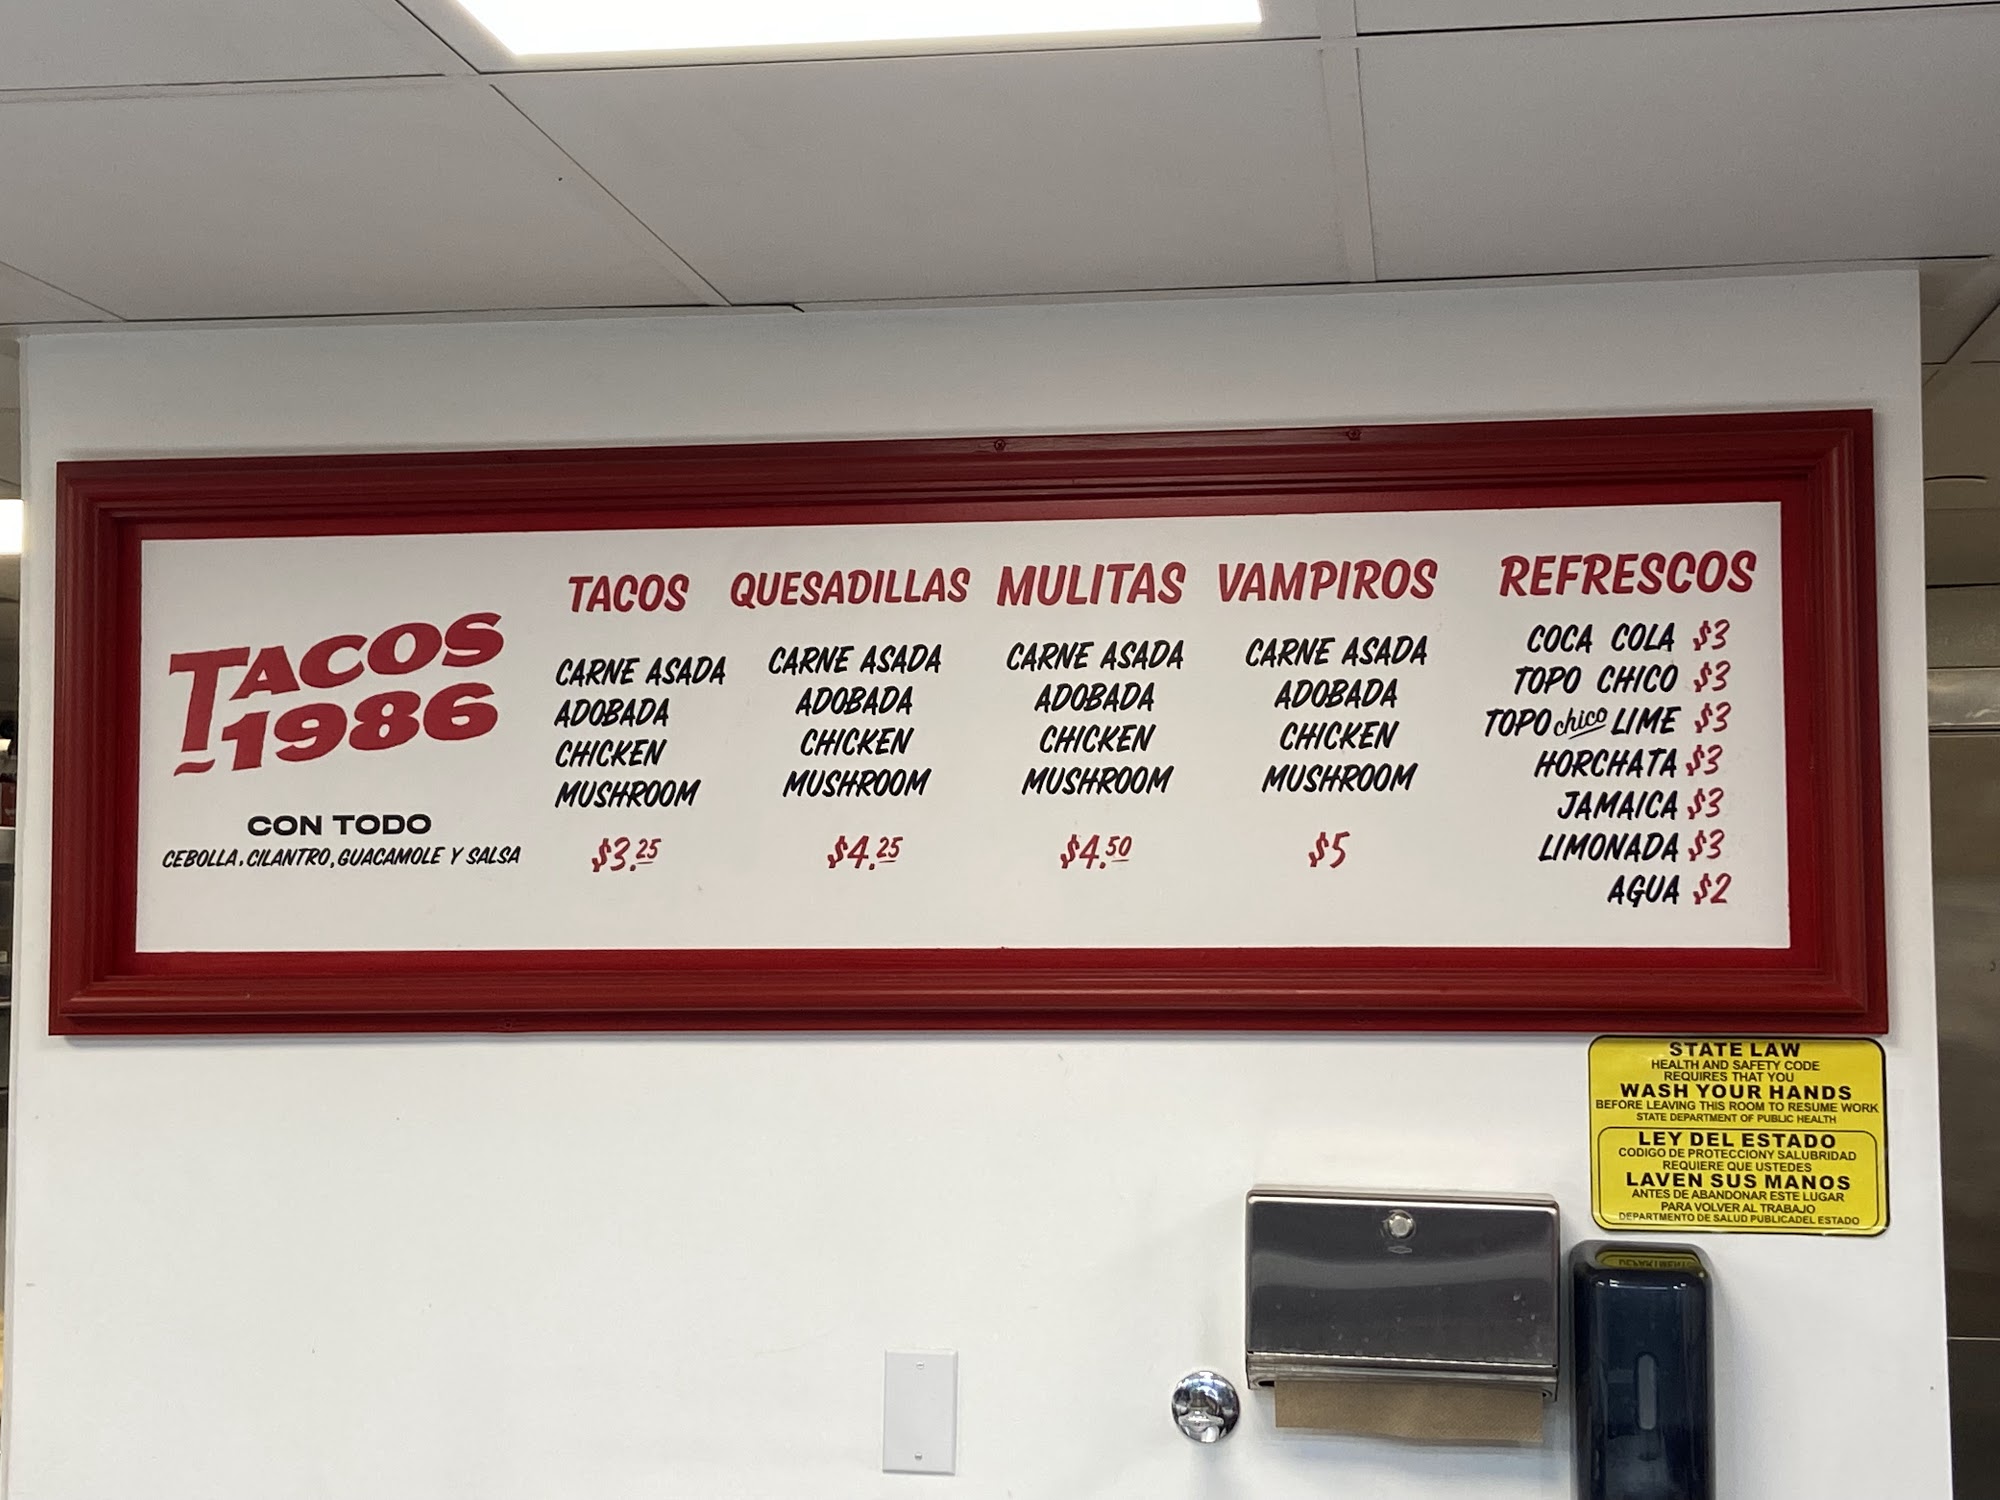 TACOS
1986
CON TODO
CEBOLLA, CILANTRO, GUACAMOLE Y SALSA
TACOS
CARNE ASADA
ADOBADA
CHICKEN
MUSHROOM
$3.25
QUESADILLAS
CARNE ASADA
ADOBADA
CHICKEN
MUSHROOM
$4.25
MULITAS
CARNE ASADA
ADOBADA
CHICKEN
MUSHROOM
$4.50
VAMPIROS
CARNE ASADA
ADOBADA
CHICKEN
MUSHROOM
$5
REFRESCOS
COCA COLA $3
TOPO CHICO $3
TOPO chico LIME $3
HORCHATA $3
JAMAICA $3
LIMONADA $3
AGUA $2
STATE LAW
HEALTH AND SAFETY CODE
REQUIRES THAT YOU
WASH YOUR HANDS
BEFORE LEAVING THIS ROOM TO RESUME WORK
STATE DEPARTMENT OF PUBLIC HEALTH
LEY DEL ESTADO
CODIGO DE PROTECCIONY SALUBRIDAD
REQUIERE QUE USTEDES
LAVEN SUS MANOS
ANTES DE ABANDONAR ESTE LUGAR
PARA VOLVER AL TRABAJO
DEPARTMENTO DE SALUD PUBLICADEL ESTADO